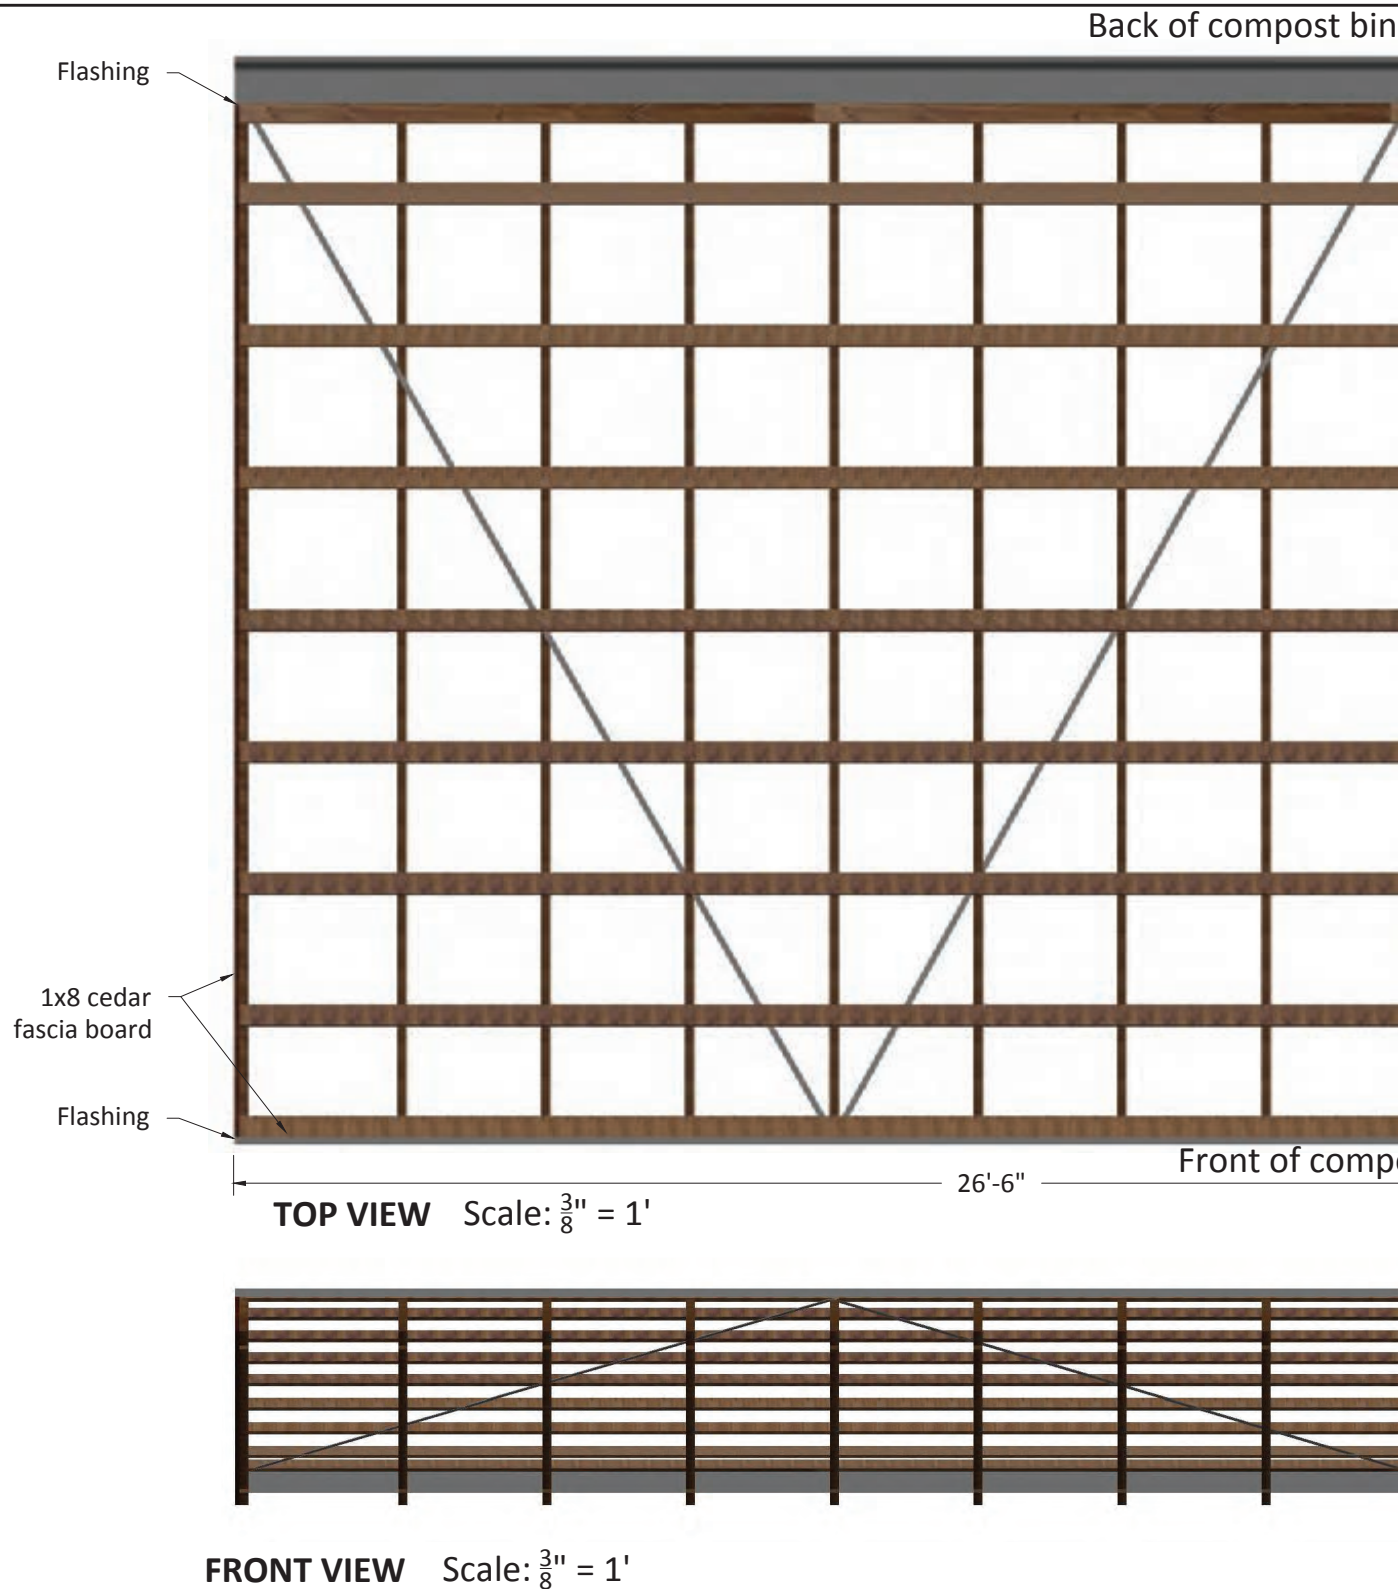 Back of compost bin
Flashing
1x8 cedar
fascia board
Flashing
Front of comp
26'-6"
TOP VIEW Scale: 3/8" = 1'
FRONT VIEW Scale: 3/8" = 1'